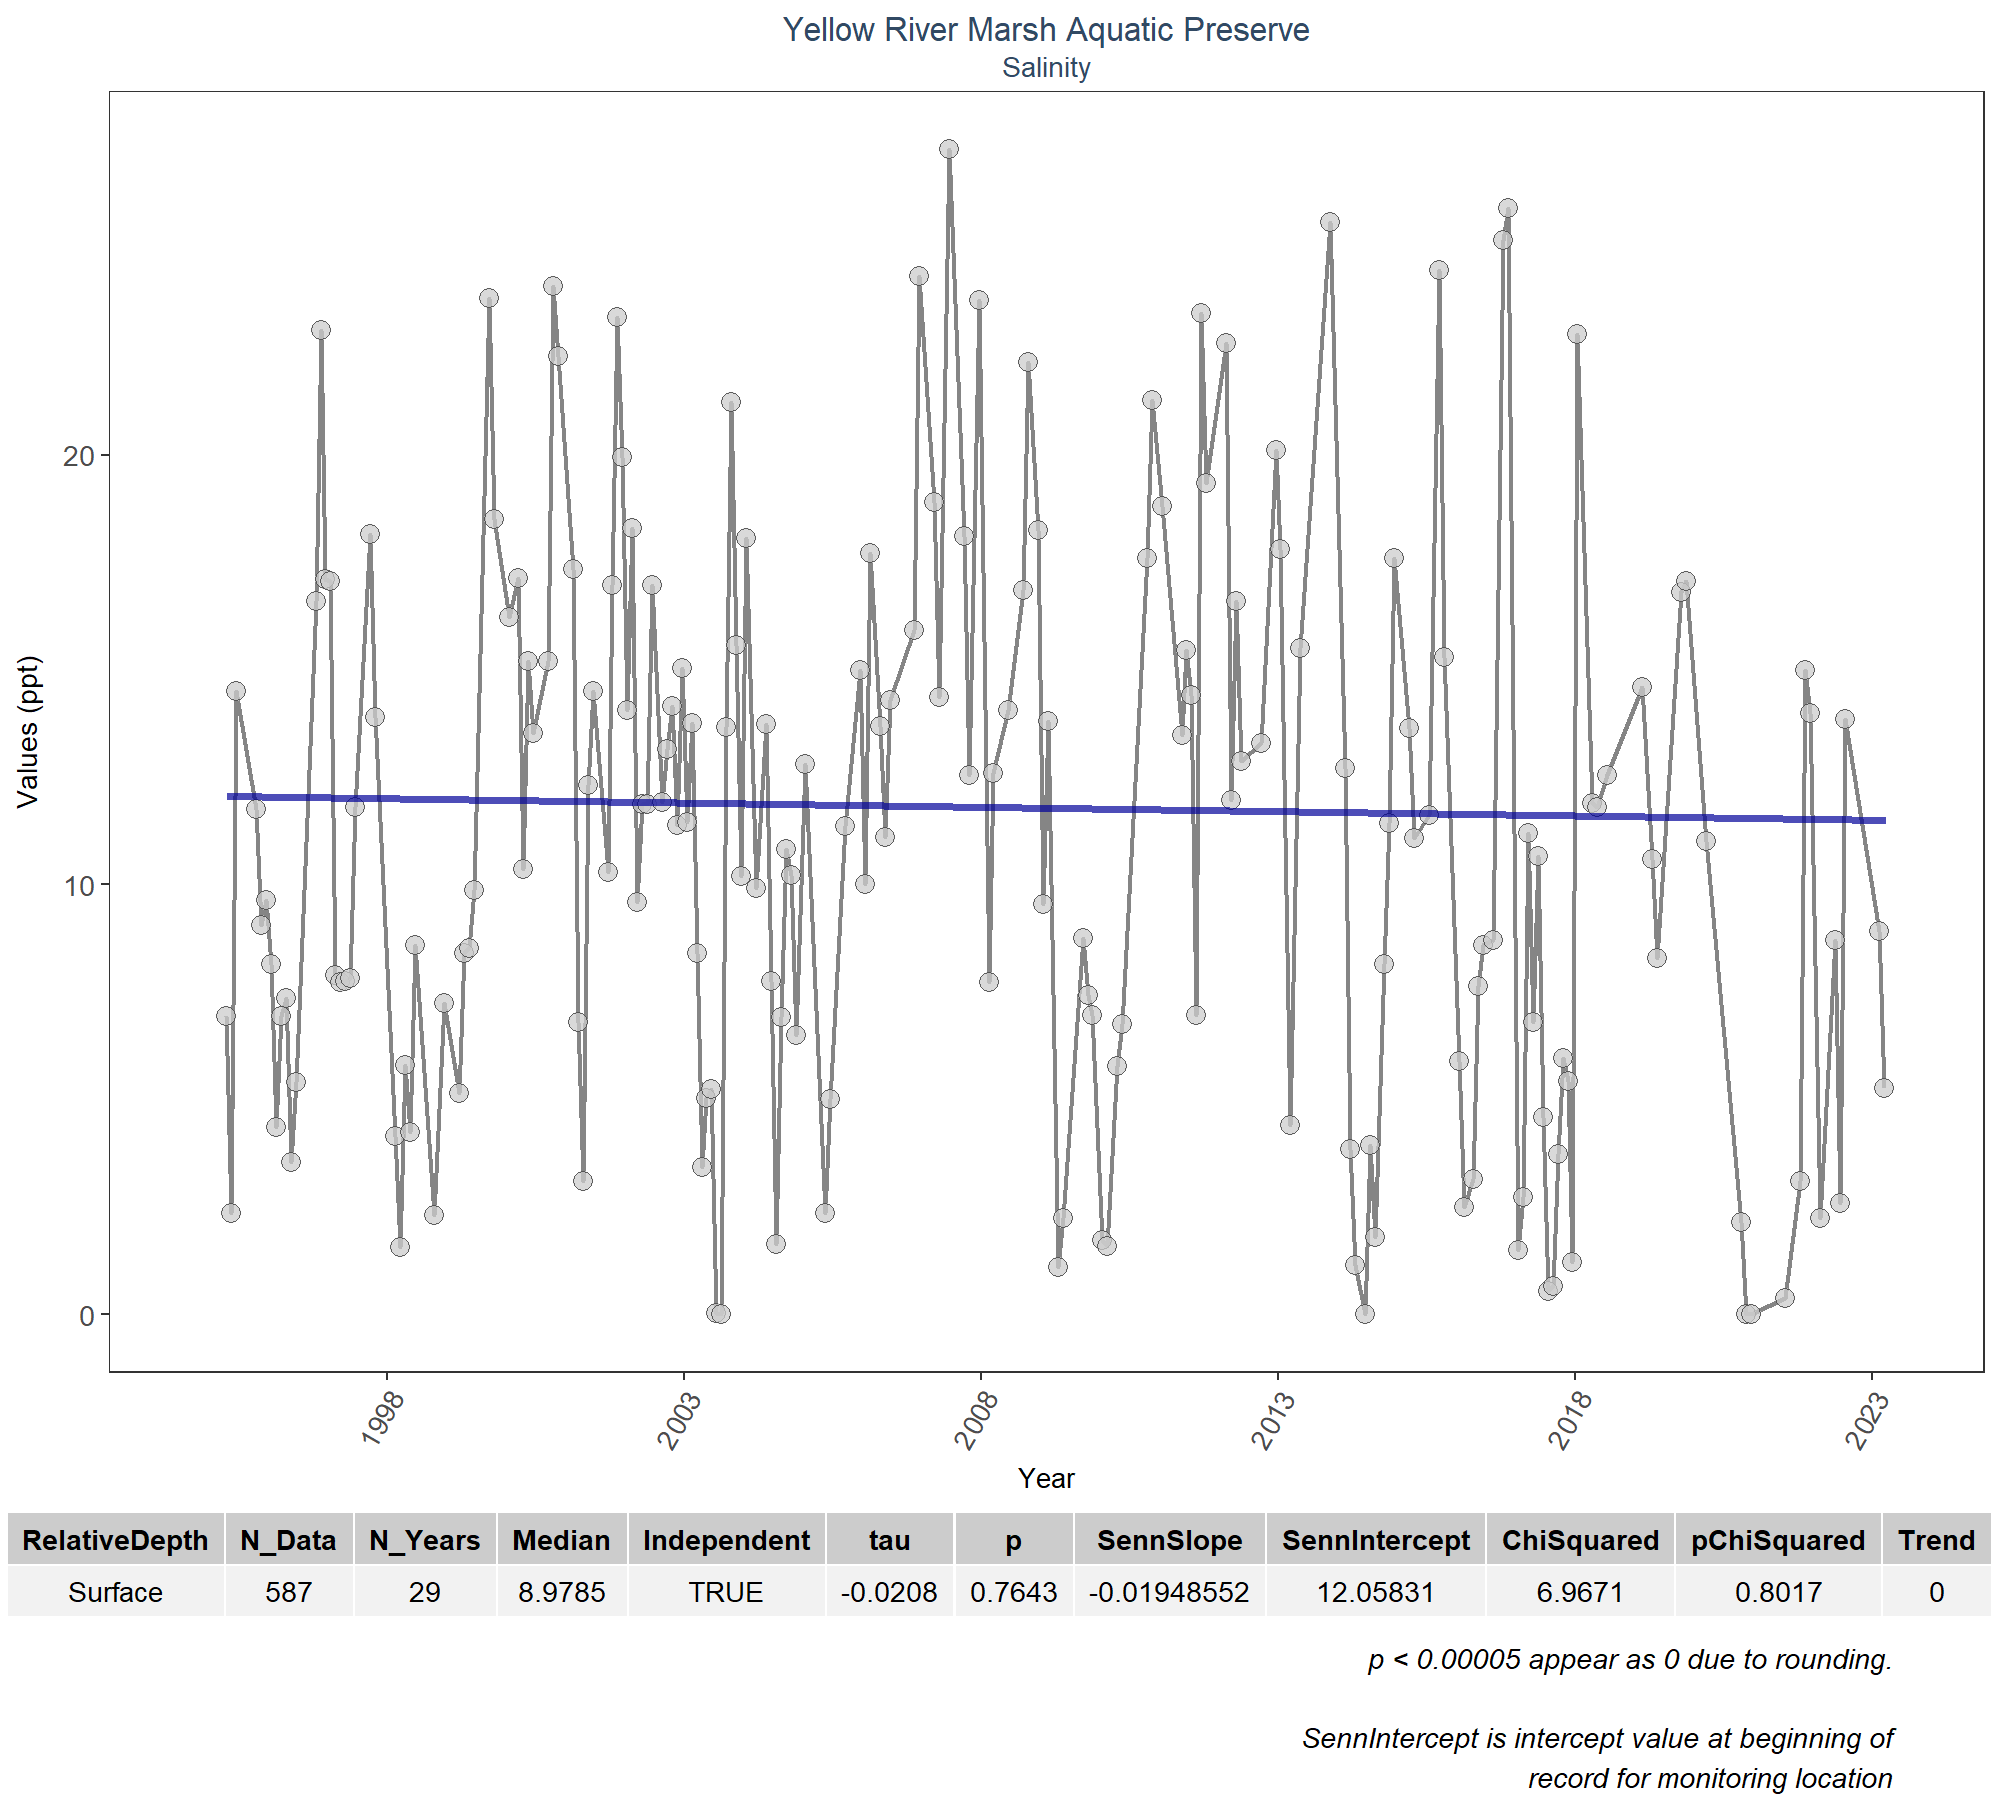 Yellow River Marsh Aquatic Preserve
Salinity
Values (ppt)
20
10
0
1998 2003 2008 2013 2018 2023
Year
RelativeDepth N_Data N_Years Median Independent tau p SennSlope SennIntercept ChiSquared pChiSquared Trend
Surface 587 29 8.9785 TRUE -0.0208 0.7643 -0.01948552 12.05831 6.9671 0.8017 0
p < 0.00005 appear as 0 due to rounding.
SennIntercept is intercept value at beginning of
record for monitoring location